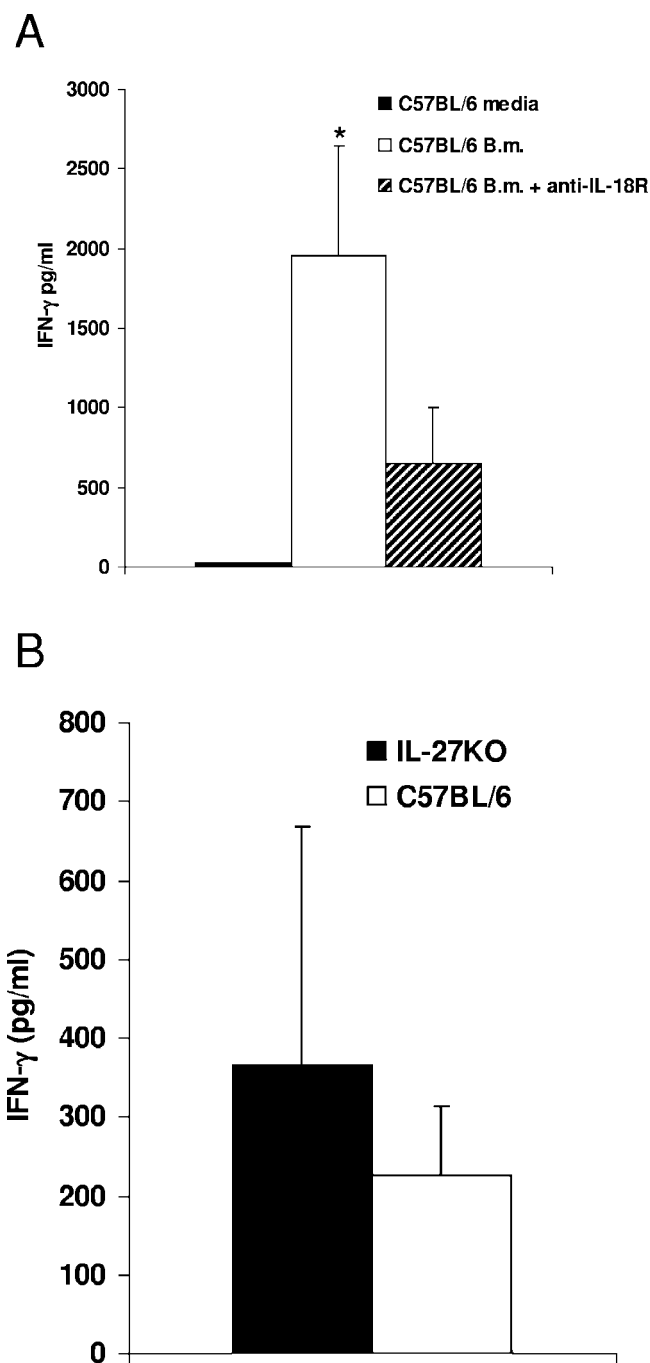 A
3000
2500
2000
1500
1000
500
0
IFN-γ pg/ml
*
C57BL/6 media
C57BL/6 B.m.
C57BL/6 B.m. + anti-IL-18R
B
800
700
600
500
400
300
200
100
0
IFN-γ (pg/ml)
IL-27KO
C57BL/6